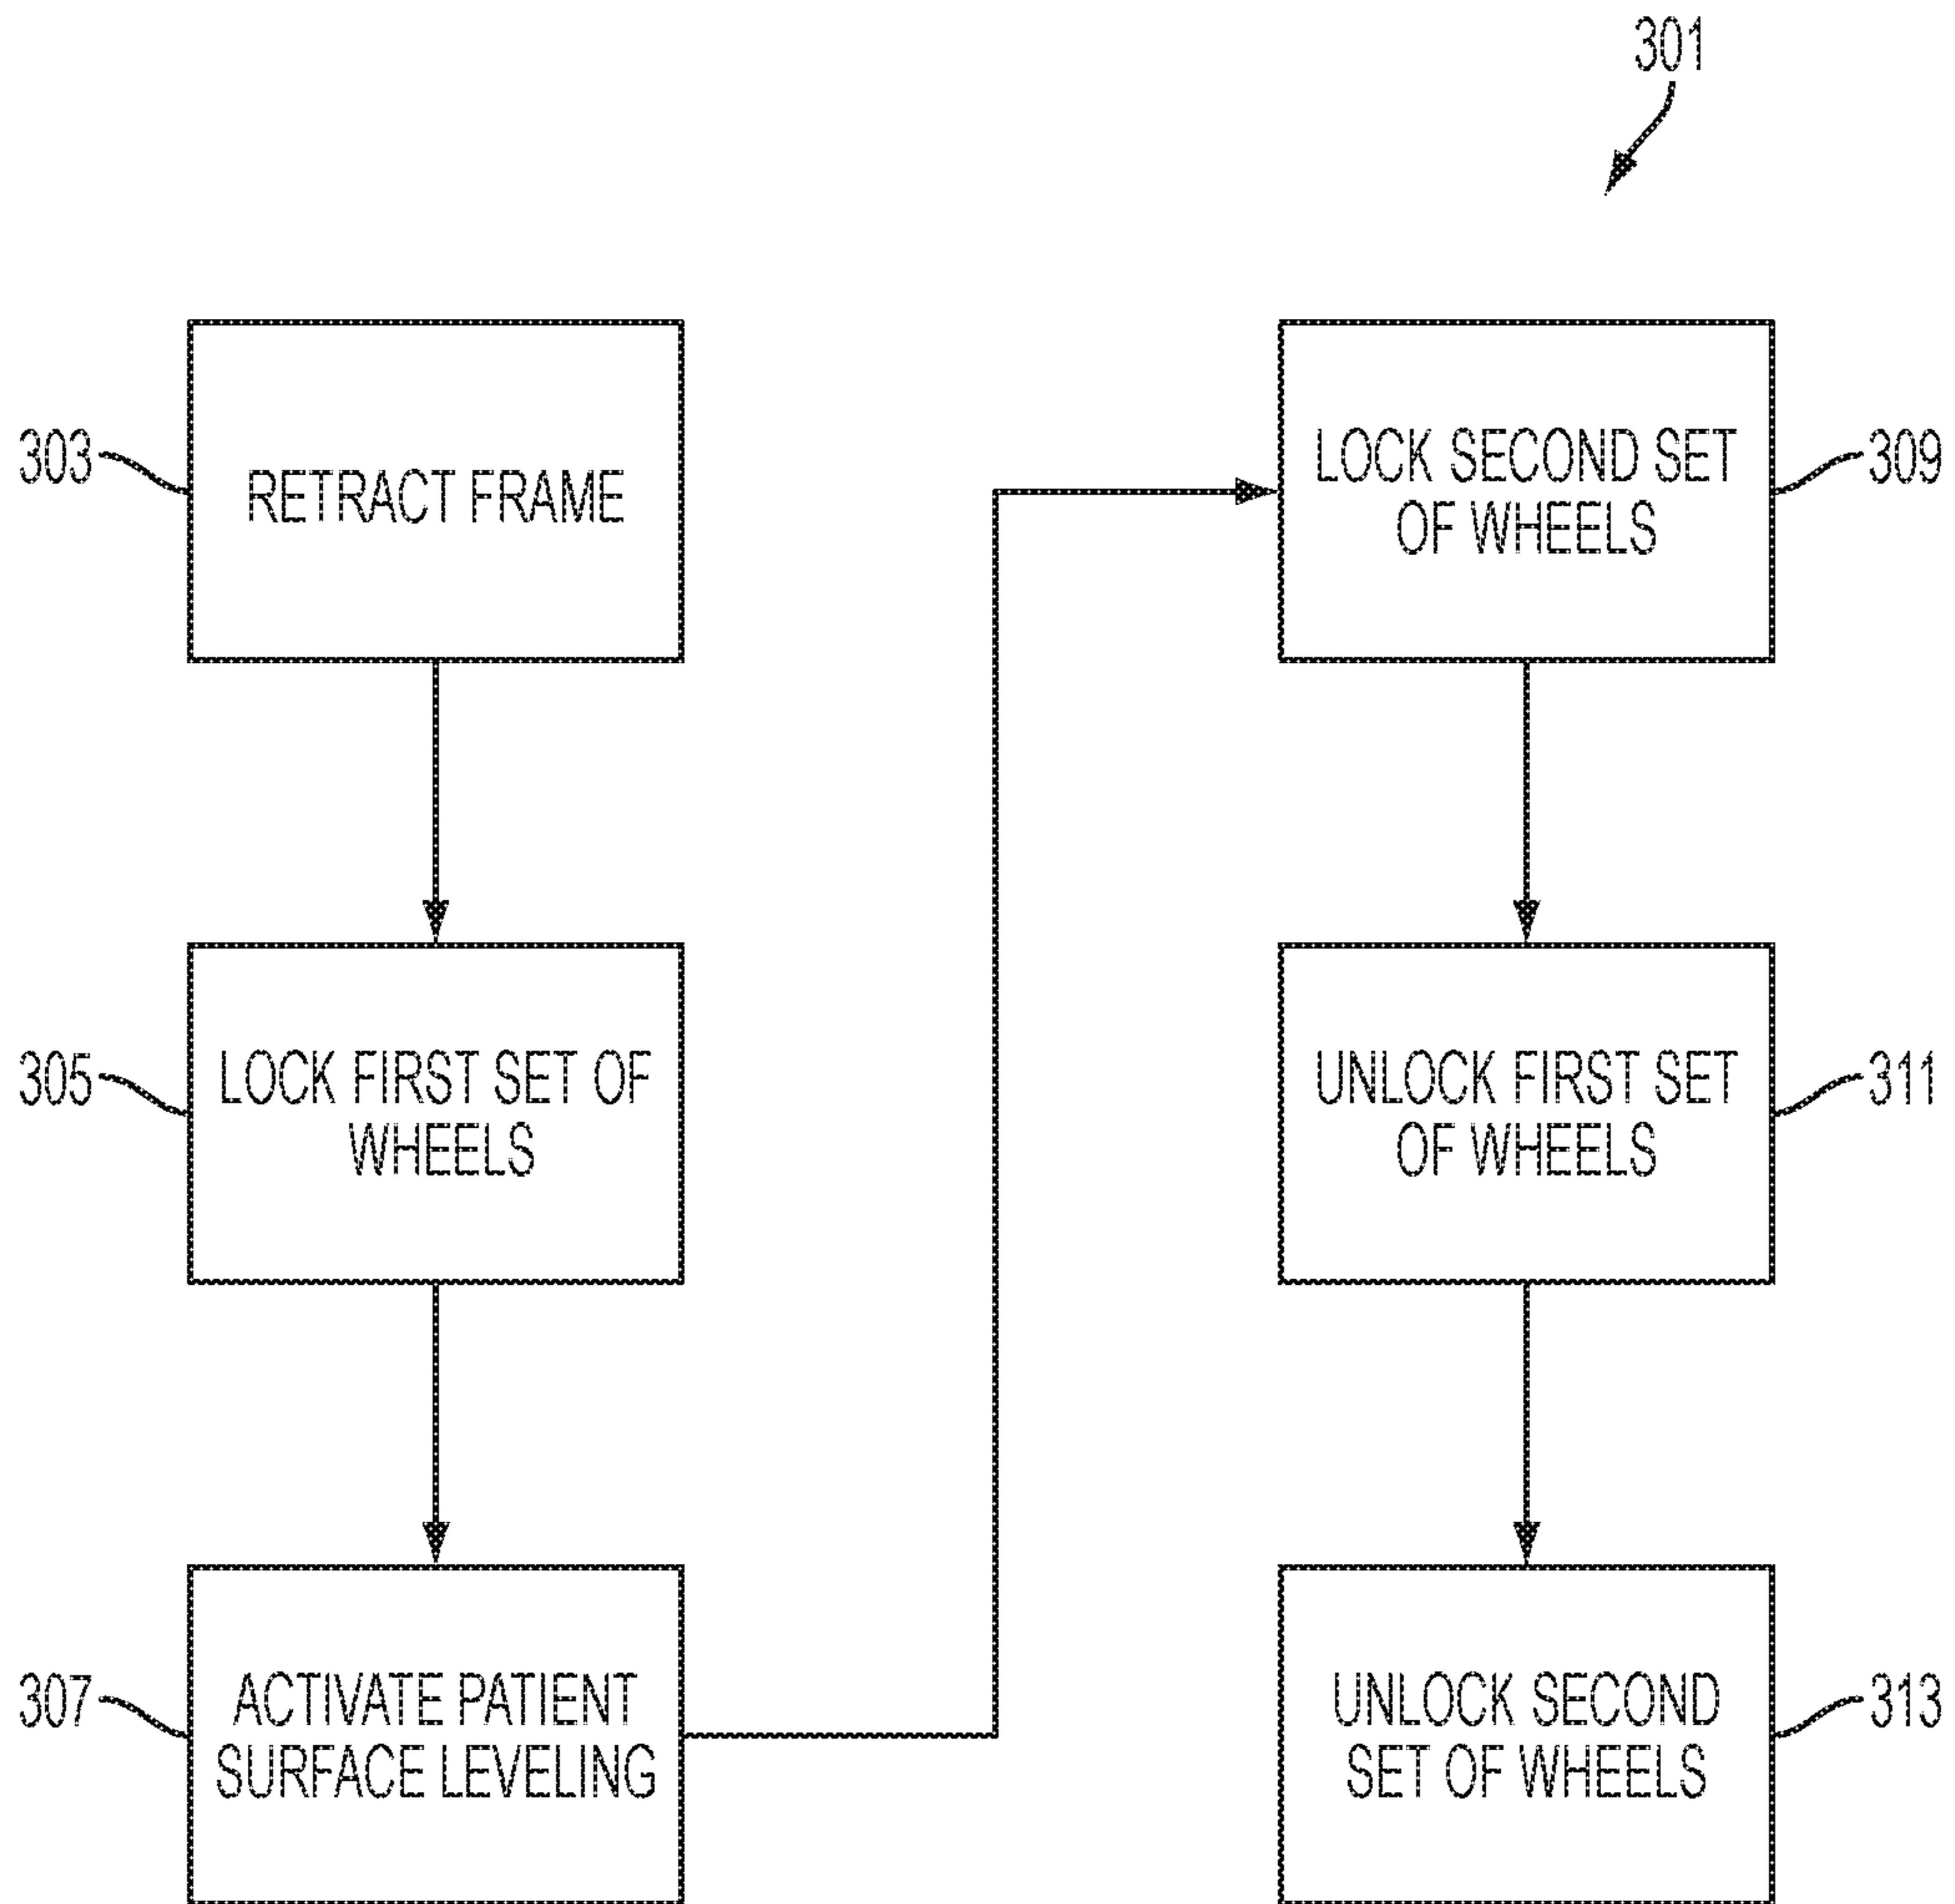 301
303
RETRACT FRAME
305
LOCK FIRST SET OF
WHEELS
307
ACTIVATE PATIENT
SURFACE LEVELING
LOCK SECOND SET
OF WHEELS
309
UNLOCK FIRST SET
OF WHEELS
311
UNLOCK SECOND
SET OF WHEELS
313